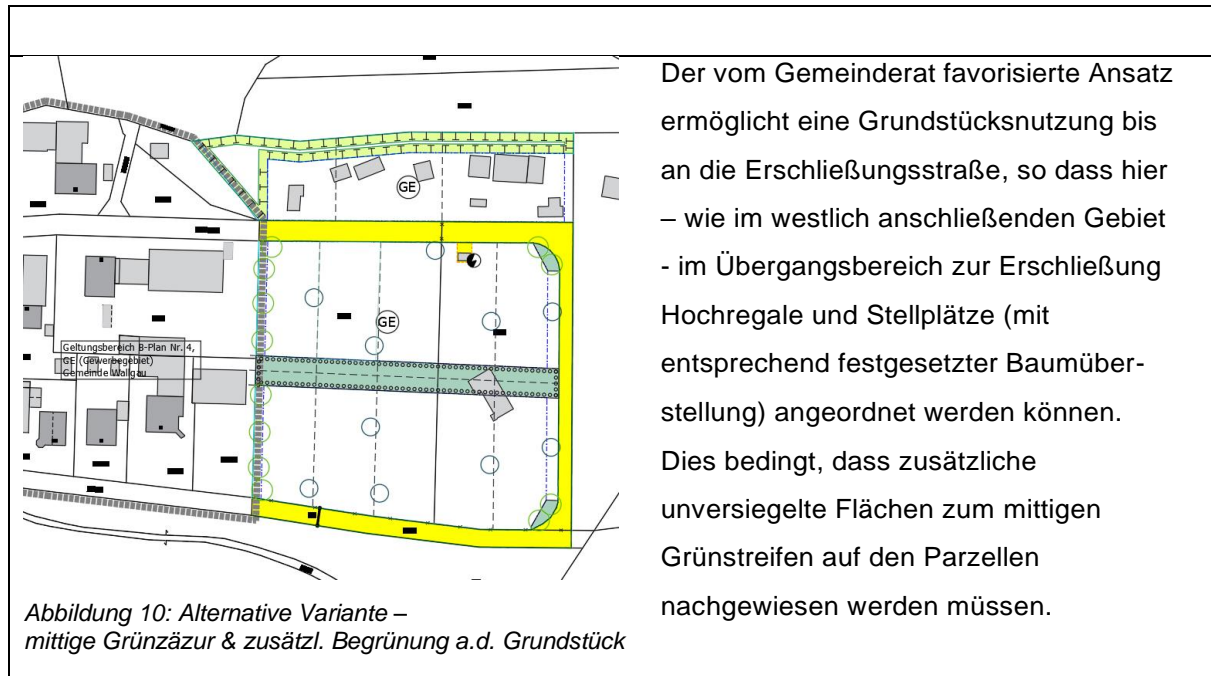 GE
GE
Geltungsbereich B-Plan Nr. 4,
GE (Gewerbegebiet)
Gemeinde Wallgau
Abbildung 10: Alternative Variante –
mittige Grünzäzur & zusätzl. Begrünung a.d. Grundstück
Der vom Gemeinderat favorisierte Ansatz
ermöglicht eine Grundstücksnutzung bis
an die Erschließungsstraße, so dass hier
– wie im westlich anschließenden Gebiet
- im Übergangsbereich zur Erschließung
Hochregale und Stellplätze (mit
entsprechend festgesetzter Baumüber-
stellung) angeordnet werden können.
Dies bedingt, dass zusätzliche
unversiegelte Flächen zum mittigen
Grünstreifen auf den Parzellen
nachgewiesen werden müssen.